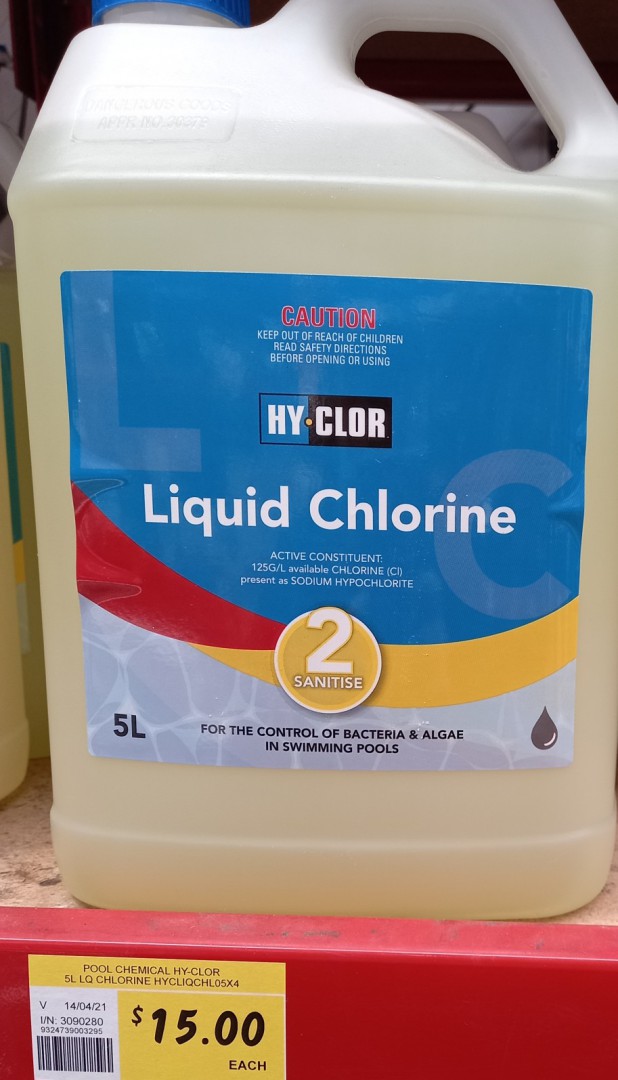 DANGEROUS GOODS
CAUTION
KEEP OUT OF REACH OF CHILDREN
READ SAFETY DIRECTIONS
BEFORE OPENING OR USING
HY·CLOR
Liquid Chlorine
L C
ACTIVE CONSTITUENT:
125G/L available CHLORINE (Cl)
present as SODIUM HYPOCHLORITE
2
SANITISE
5L
FOR THE CONTROL OF BACTERIA & ALGAE
IN SWIMMING POOLS
POOL CHEMICAL HY-CLOR
5L LQ CHLORINE HYCLIQCHL05X4
V 14/04/21
I/N: 3090280
9324739003295
$15.00
EACH